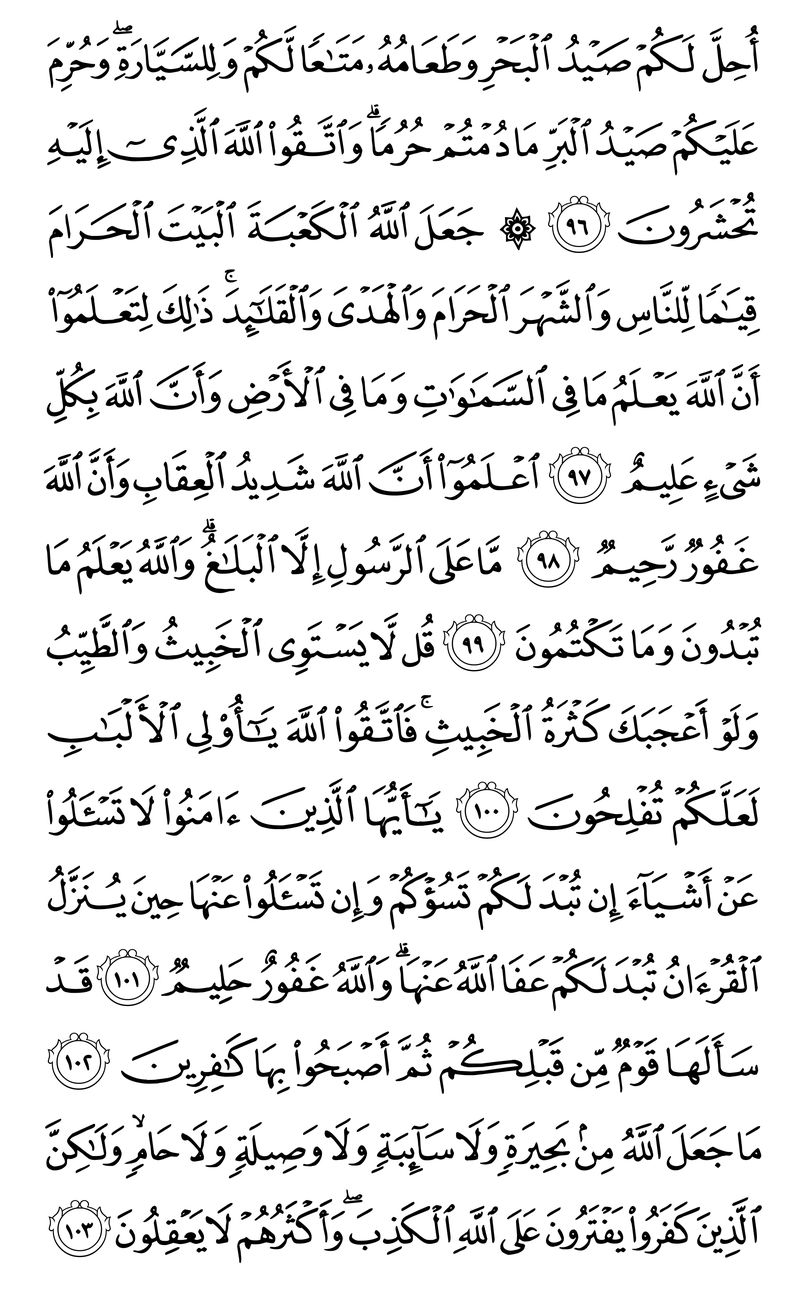 أُحِلَّ لَكُمۡ صَيۡدُ ٱلۡبَحۡرِ وَطَعَامُهُۥ مَتَٰعٗا لَّكُمۡ وَلِلسَّيَّارَةِۖ وَحُرِّمَ
عَلَيۡكُمۡ صَيۡدُ ٱلۡبَرِّ مَا دُمۡتُمۡ حُرُمٗاۗ وَٱتَّقُواْ ٱللَّهَ ٱلَّذِيٓ إِلَيۡهِ
تُحۡشَرُونَ ٩٦ ۞ جَعَلَ ٱللَّهُ ٱلۡكَعۡبَةَ ٱلۡبَيۡتَ ٱلۡحَرَامَ
قِيَٰمٗا لِّلنَّاسِ وَٱلشَّهۡرَ ٱلۡحَرَامَ وَٱلۡهَدۡيَ وَٱلۡقَلَٰٓئِدَۚ ذَٰلِكَ لِتَعۡلَمُوٓاْ
أَنَّ ٱللَّهَ يَعۡلَمُ مَا فِي ٱلسَّمَٰوَٰتِ وَمَا فِي ٱلۡأَرۡضِ وَأَنَّ ٱللَّهَ بِكُلِّ
شَيۡءٍ عَلِيمٌ ٩٧ ٱعۡلَمُوٓاْ أَنَّ ٱللَّهَ شَدِيدُ ٱلۡعِقَابِ وَأَنَّ ٱللَّهَ
غَفُورٞ رَّحِيمٞ ٩٨ مَّا عَلَى ٱلرَّسُولِ إِلَّا ٱلۡبَلَٰغُۗ وَٱللَّهُ يَعۡلَمُ مَا
تُبۡدُونَ وَمَا تَكۡتُمُونَ ٩٩ قُل لَّا يَسۡتَوِي ٱلۡخَبِيثُ وَٱلطَّيِّبُ
وَلَوۡ أَعۡجَبَكَ كَثۡرَةُ ٱلۡخَبِيثِۚ فَٱتَّقُواْ ٱللَّهَ يَٰٓأُوْلِي ٱلۡأَلۡبَٰبِ
لَعَلَّكُمۡ تُفۡلِحُونَ ١٠٠ يَٰٓأَيُّهَا ٱلَّذِينَ ءَامَنُواْ لَا تَسۡـَٔلُواْ
عَنۡ أَشۡيَآءَ إِن تُبۡدَ لَكُمۡ تَسُؤۡكُمۡ وَإِن تَسۡـَٔلُواْ عَنۡهَا حِينَ يُنَزَّلُ
ٱلۡقُرۡءَانُ تُبۡدَ لَكُمۡ عَفَا ٱللَّهُ عَنۡهَاۗ وَٱللَّهُ غَفُورٌ حَلِيمٞ ١٠١ قَدۡ
سَأَلَهَا قَوۡمٞ مِّن قَبۡلِكُمۡ ثُمَّ أَصۡبَحُواْ بِهَا كَٰفِرِينَ ١٠٢
مَا جَعَلَ ٱللَّهُ مِنۢ بَحِيرَةٖ وَلَا سَآئِبَةٖ وَلَا وَصِيلَةٖ وَلَا حَامٖ وَلَٰكِنَّ
ٱلَّذِينَ كَفَرُواْ يَفۡتَرُونَ عَلَى ٱللَّهِ ٱلۡكَذِبَۖ وَأَكۡثَرُهُمۡ لَا يَعۡقِلُونَ ١٠٣